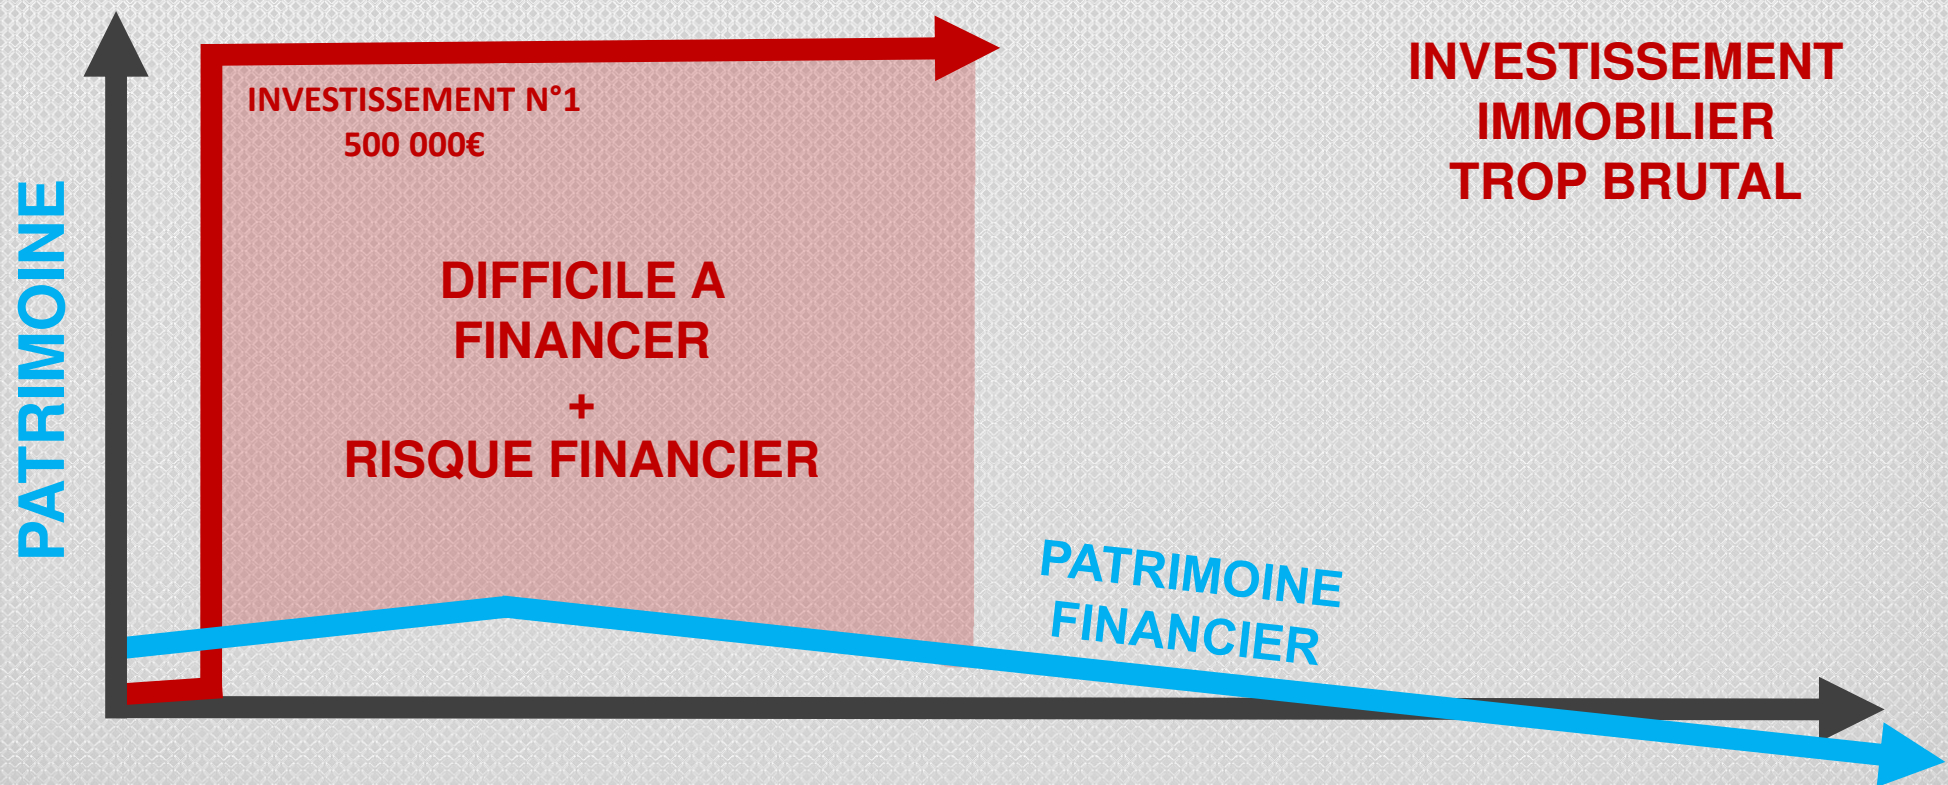 PATRIMOINE
INVESTISSEMENT N°1
500 000€
DIFFICILE A
FINANCER
+
RISQUE FINANCIER
INVESTISSEMENT
IMMOBILIER
TROP BRUTAL
PATRIMOINE
FINANCIER